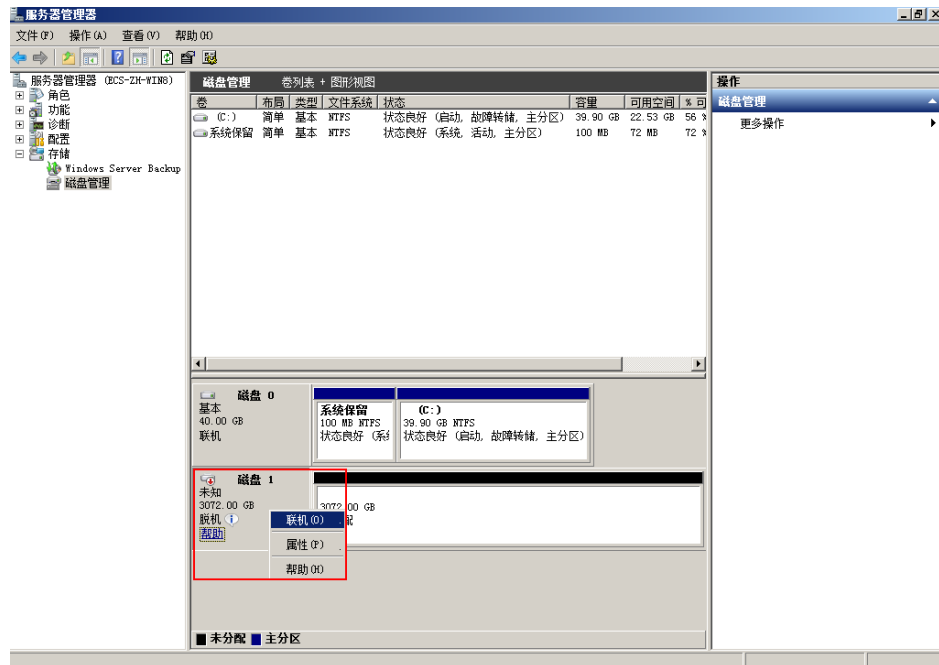 服务器管理器
文件(F) 操作(A) 查看(V) 帮助(H)
服务器管理器 (ECS-ZH-WIN8)
角色
功能
诊断
配置
存储
Windows Server Backup
磁盘管理
磁盘管理 卷列表 + 图形视图
卷 布局 类型 文件系统 状态 容量 可用空间 % 可
(C:) 简单 基本 NTFS 状态良好 (启动, 故障转储, 主分区) 39.90 GB 22.53 GB 56 %
系统保留 简单 基本 NTFS 状态良好 (系统, 活动, 主分区) 100 MB 72 MB 72 %
磁盘 0
基本
40.00 GB
联机
系统保留
100 MB NTFS
状态良好 (系
(C:)
39.90 GB NTFS
状态良好 (启动, 故障转储, 主分区)
磁盘 1
未知
3072.00 GB
脱机
帮助
3072.00 GB
联机(O)
属性(P)
帮助(H)
未分配 主分区
操作
磁盘管理
更多操作